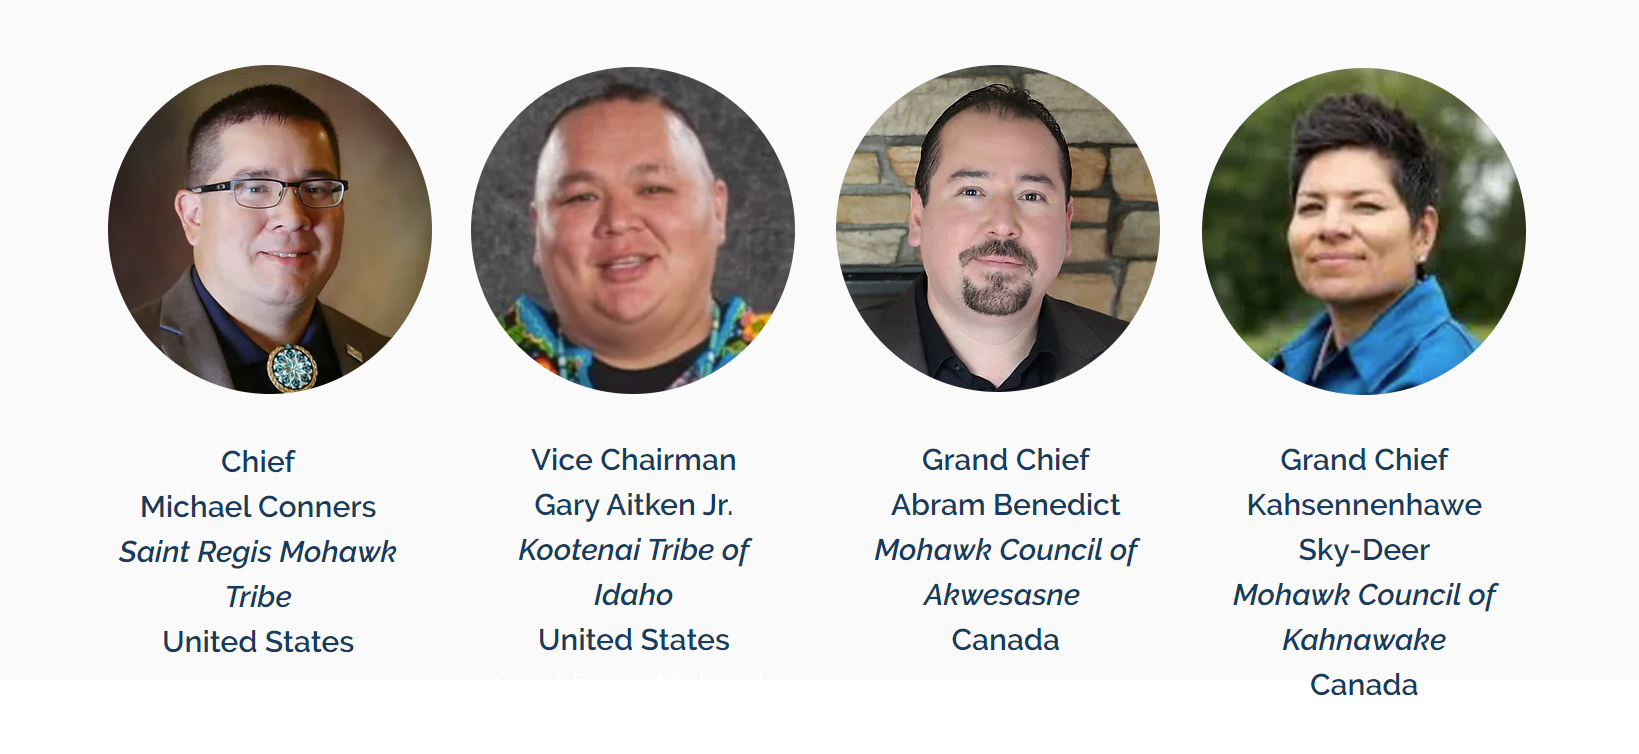 Chief
Michael Conners
Saint Regis Mohawk
Tribe
United States
Vice Chairman
Gary Aitken Jr.
Kootenai Tribe of
Idaho
United States
Grand Chief
Abram Benedict
Mohawk Council of
Akwesasne
Canada
Grand Chief
Kahsennenhawe
Sky-Deer
Mohawk Council of
Kahnawake
Canada